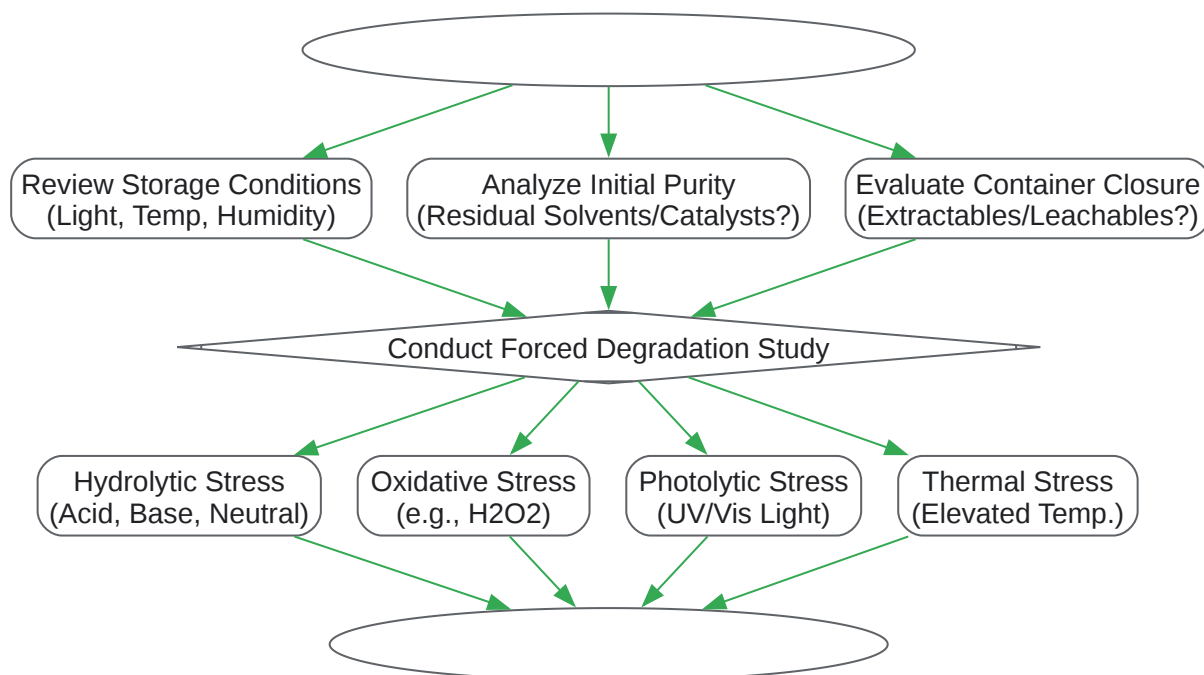 Review Storage Conditions
(Light, Temp, Humidity)
Analyze Initial Purity
(Residual Solvents/Catalysts?)
Evaluate Container Closure
(Extractables/Leachables?)
Conduct Forced Degradation Study
Hydrolytic Stress
(Acid, Base, Neutral)
Oxidative Stress
(e.g., H2O2)
Photolytic Stress
(UV/Vis Light)
Thermal Stress
(Elevated Temp.)